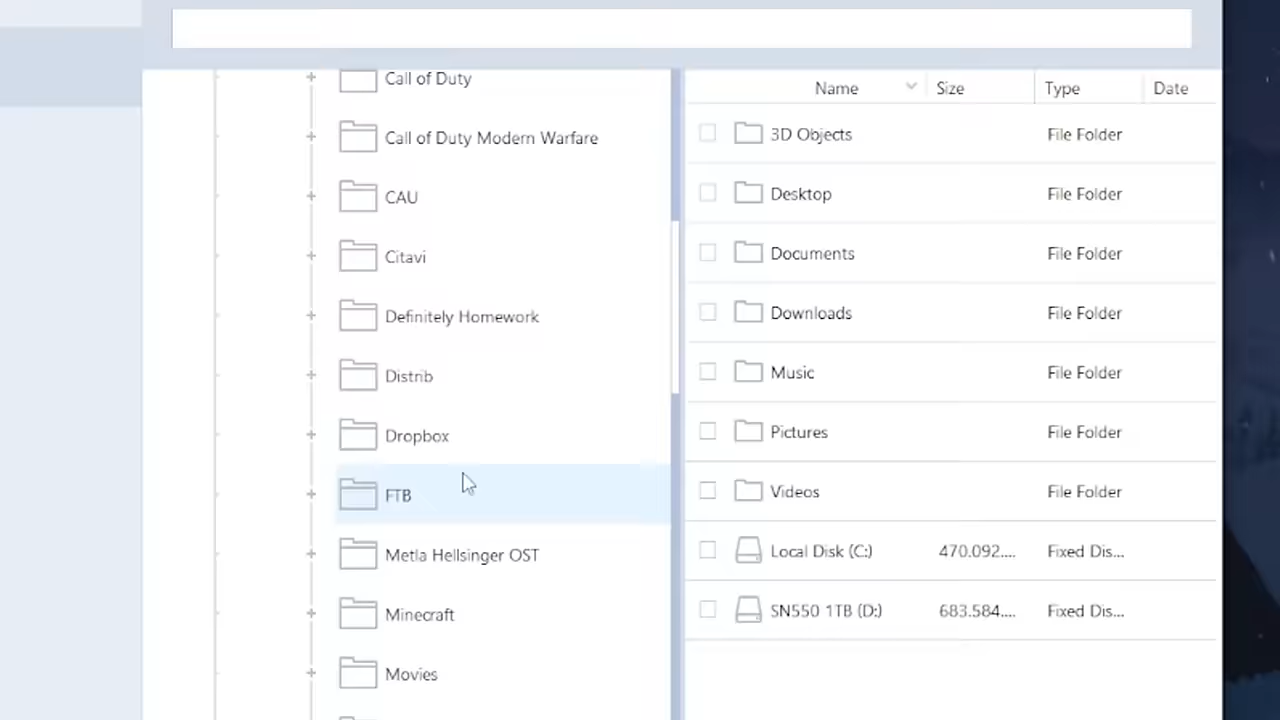 Call of Duty
Call of Duty Modern Warfare
CAU
Citavi
Definitely Homework
Distrib
Dropbox
FTB
Metla Hellsinger OST
Minecraft
Movies
Name Size Type Date
3D Objects File Folder
Desktop File Folder
Documents File Folder
Downloads File Folder
Music File Folder
Pictures File Folder
Videos File Folder
Local Disk (C:) 470.092.... Fixed Dis...
SN550 1TB (D:) 683.584.... Fixed Dis...